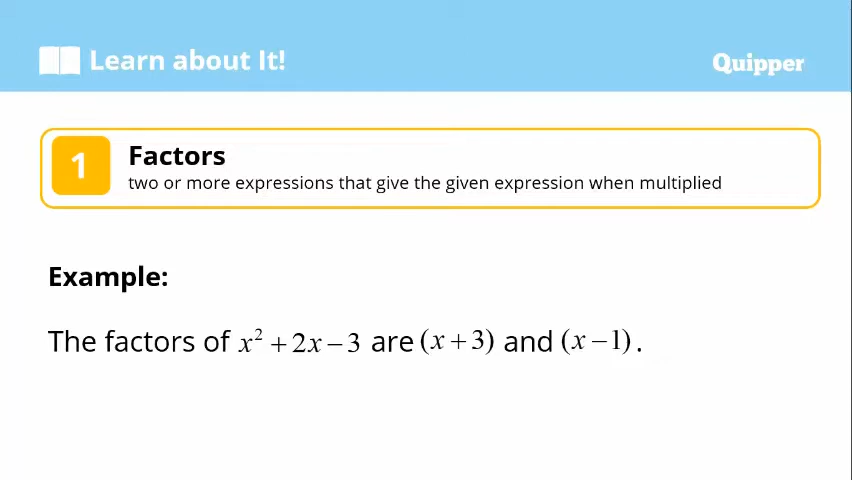 Learn about It!
Quipper
1
Factors
two or more expressions that give the given expression when multiplied
Example:
The factors of x² + 2x − 3 are (x + 3) and (x − 1).